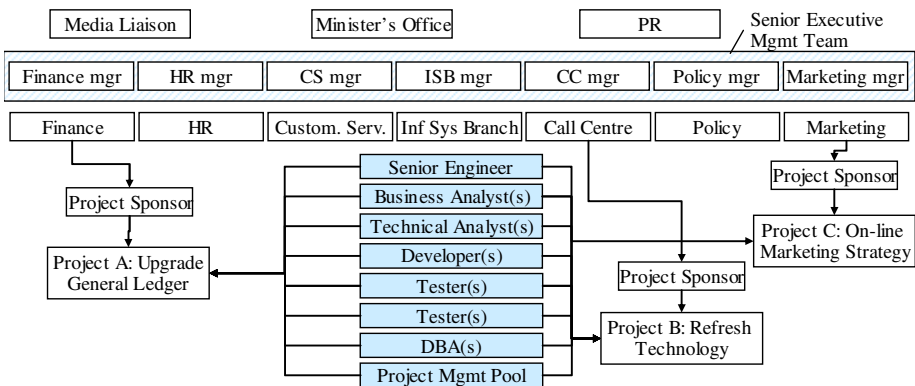 Media Liaison
Minister's Office
PR
Senior Executive
Mgmt Team
Finance mgr
HR mgr
CS mgr
ISB mgr
CC mgr
Policy mgr
Marketing mgr
Finance
HR
Custom. Serv.
Inf Sys Branch
Call Centre
Policy
Marketing
Senior Engineer
Project Sponsor
Business Analyst(s)
Project Sponsor
Technical Analyst(s)
Project C: On-line
Marketing Strategy
Developer(s)
Project A: Upgrade
General Ledger
Tester(s)
Project Sponsor
Tester(s)
Project B: Refresh
Technology
DBA(s)
Project Mgmt Pool